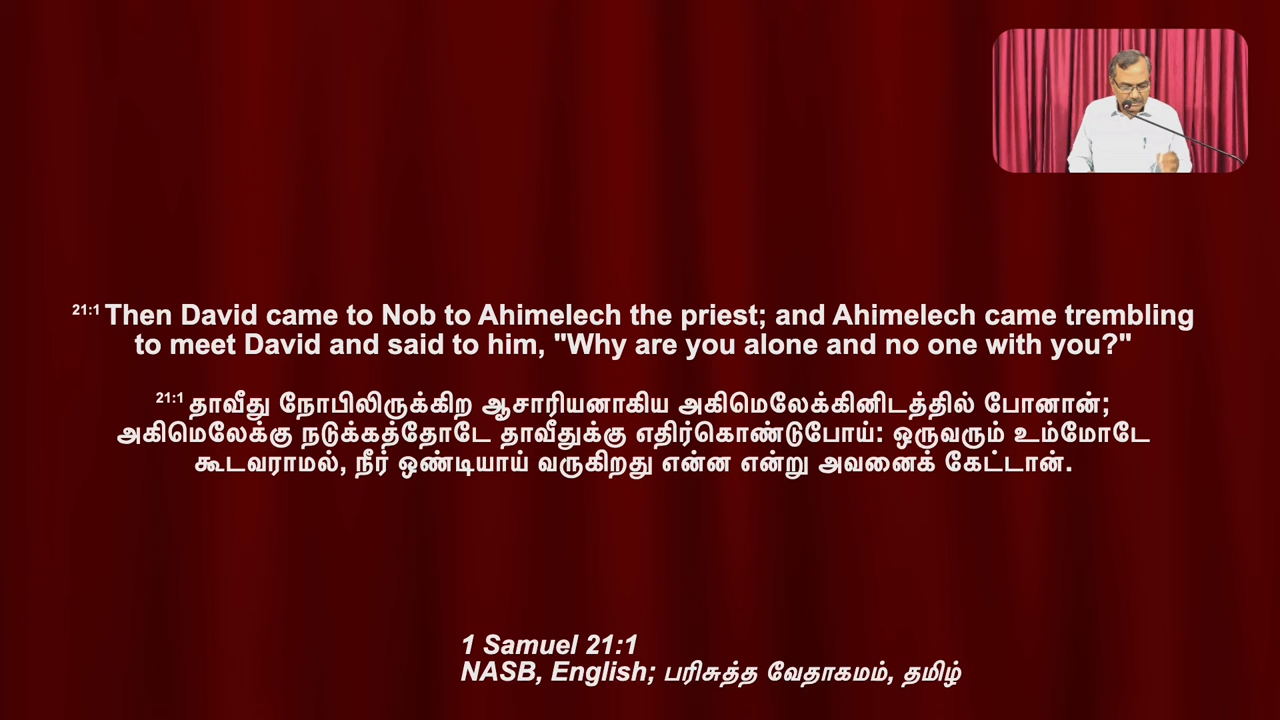 21:1 Then David came to Nob to Ahimelech the priest; and Ahimelech came trembling
to meet David and said to him, "Why are you alone and no one with you?"
21:1 தாவீது நோபிலிருக்கிற ஆசாரியனாகிய அகிமெலேக்கினிடத்தில் போனான்;
அகிமெலேக்கு நடுக்கத்தோடே தாவீதுக்கு எதிர்கொண்டுபோய்: ஒருவரும் உம்மோடே
கூடவராமல், நீர் ஒண்டியாய் வருகிறது என்ன என்று அவனைக் கேட்டான்.
1 Samuel 21:1
NASB, English; பரிசுத்த வேதாகமம், தமிழ்